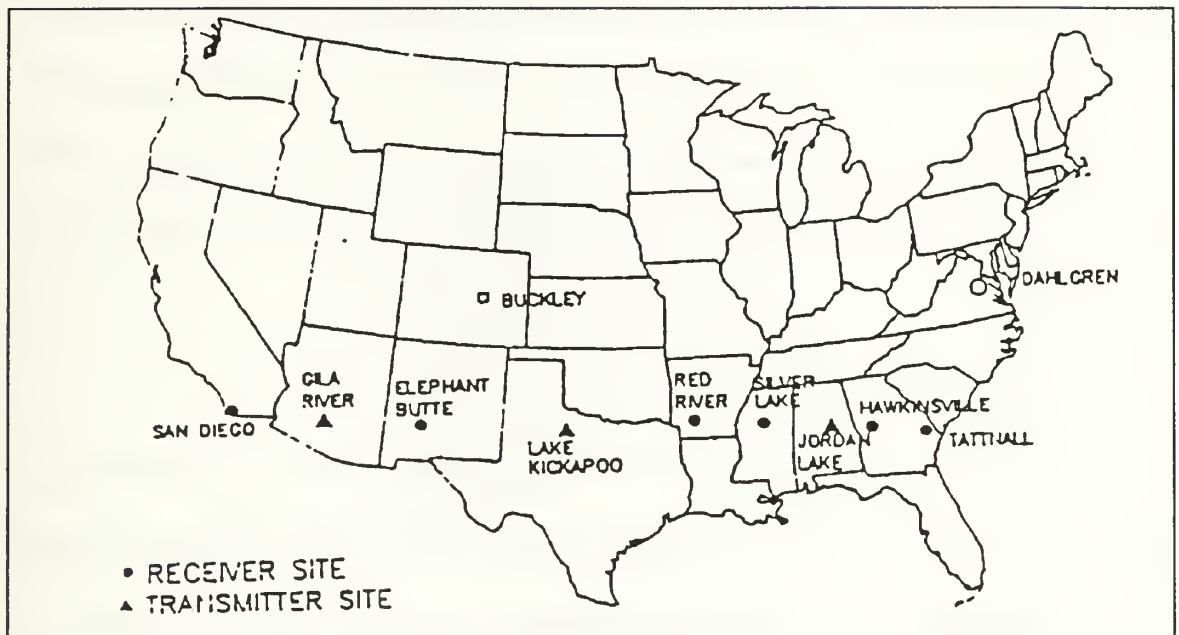 DAHLGREN
BUCKLEY
GILA
RIVER
ELEPHANT
BUTTE
RED
RIVER
SILVER
LAKE
HAWKINSVILLE
SAN DIEGO
LAKE
KICKAPOO
JORDAN
LAKE
TATTNALL
• RECEIVER SITE
▲ TRANSMITTER SITE